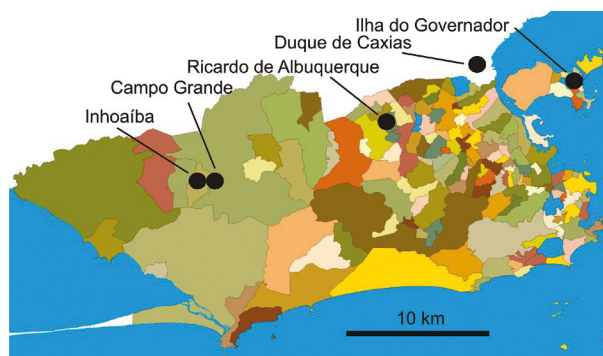 Ilha do Governador
Duque de Caxias
Ricardo de Albuquerque
Campo Grande
Inhoaíba
10 km